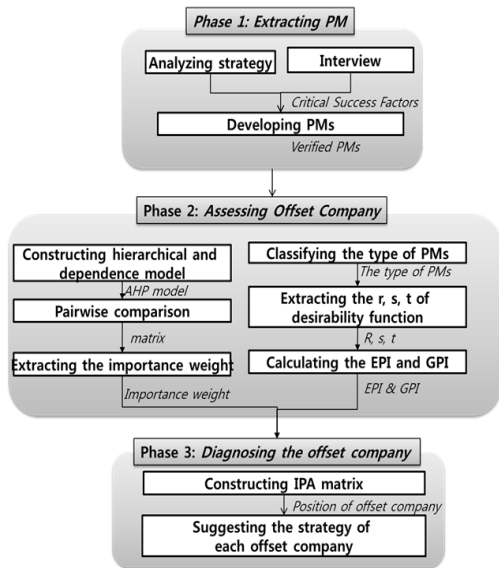 Phase 1: Extracting PM
Analyzing strategy
Interview
Critical Success Factors
Developing PMs
Verified PMs
Phase 2: Assessing Offset Company
Constructing hierarchical and
dependence model
AHP model
Pairwise comparison
matrix
Extracting the importance weight
Importance weight
Classifying the type of PMs
The type of PMs
Extracting the r, s, t of
desirability function
R, s, t
Calculating the EPI and GPI
EPI & GPI
Phase 3: Diagnosing the offset company
Constructing IPA matrix
Position of offset company
Suggesting the strategy of
each offset company